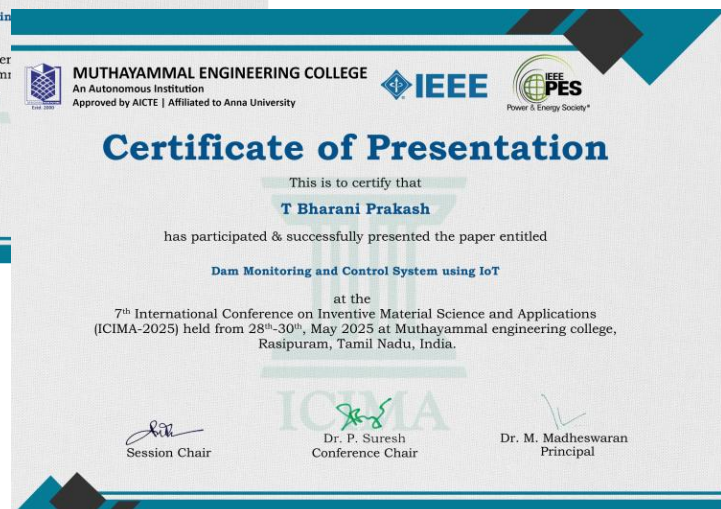 in
er
MUTHAYAMMAL ENGINEERING COLLEGE
An Autonomous Institution
Approved by AICTE | Affiliated to Anna University
Estd. 2000
IEEE
IEEE
PES
Power & Energy Society®
Certificate of Presentation
This is to certify that
T Bharani Prakash
has participated & successfully presented the paper entitled
Dam Monitoring and Control System using IoT
at the
7th International Conference on Inventive Material Science and Applications
(ICIMA-2025) held from 28th-30th, May 2025 at Muthayammal engineering college,
Rasipuram, Tamil Nadu, India.
ICIMA
Session Chair
Dr. P. Suresh
Conference Chair
Dr. M. Madheswaran
Principal